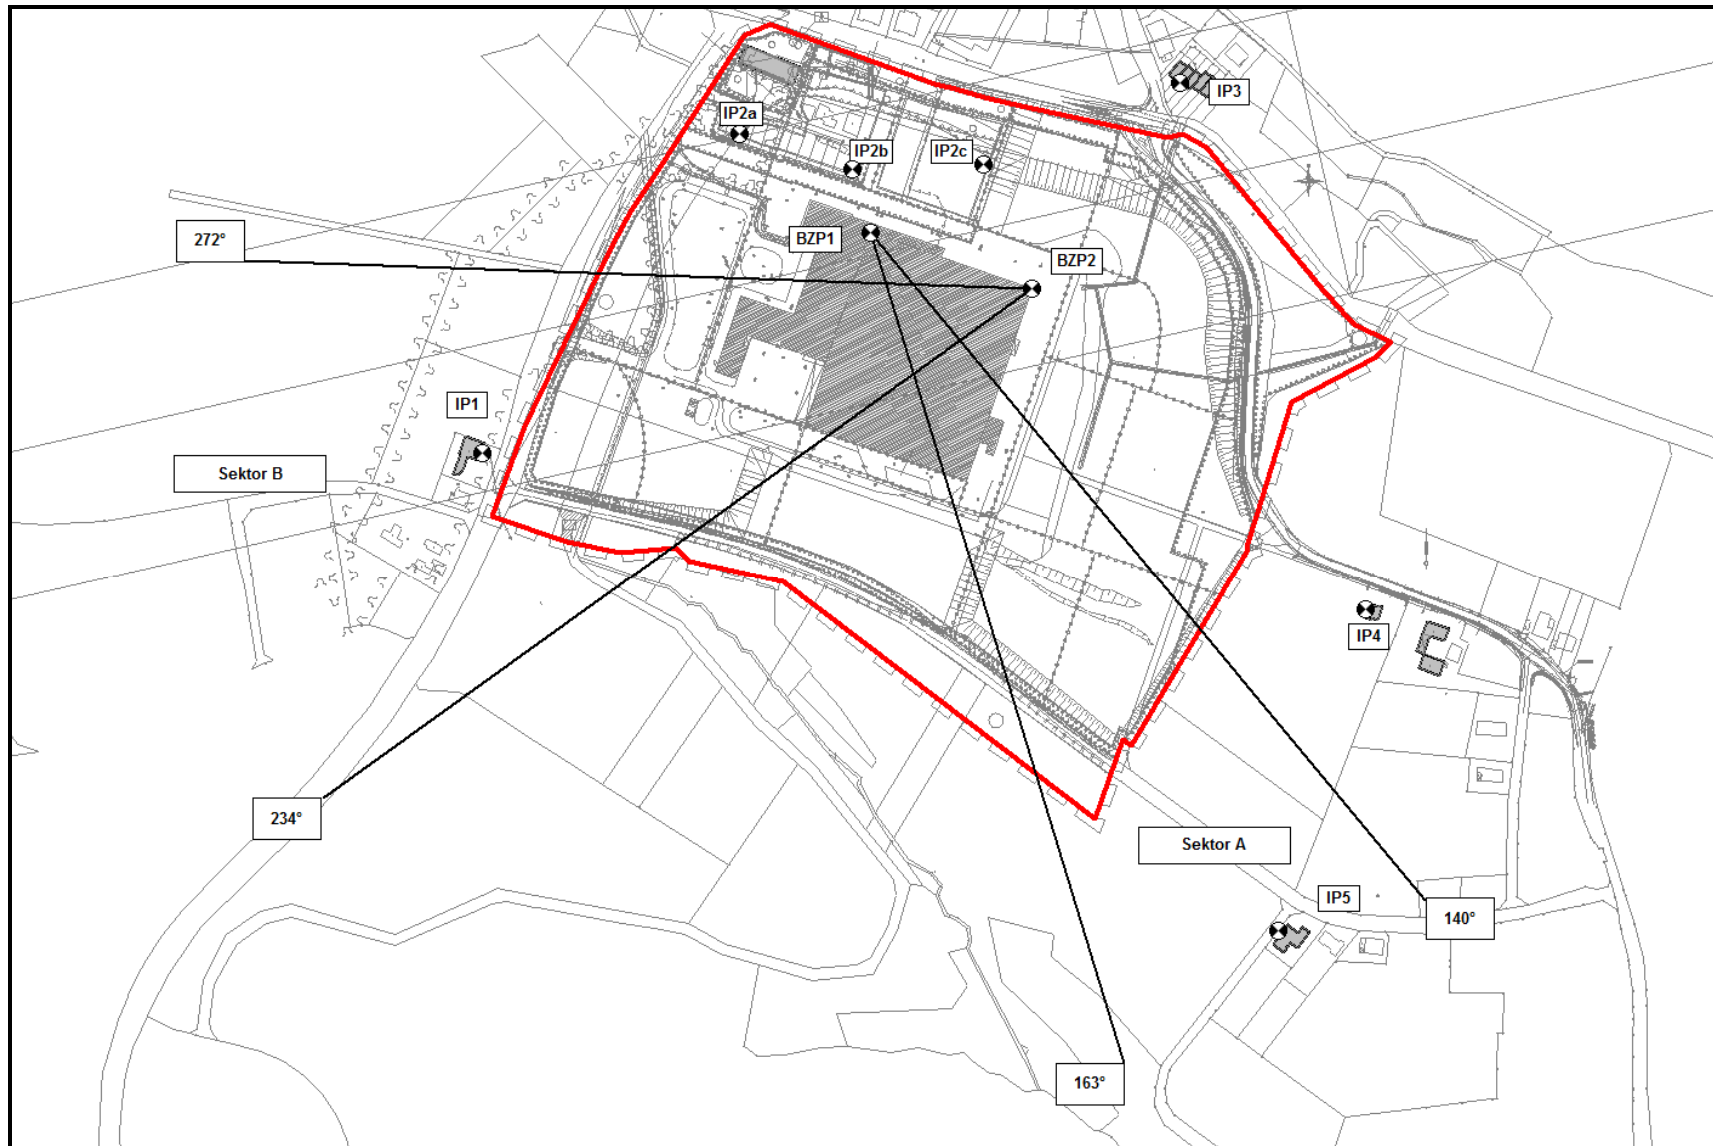 IP3
IP2a
IP2b
IP2c
272°
BZP1
BZP2
IP1
Sektor B
IP4
234°
Sektor A
IP5
140°
163°